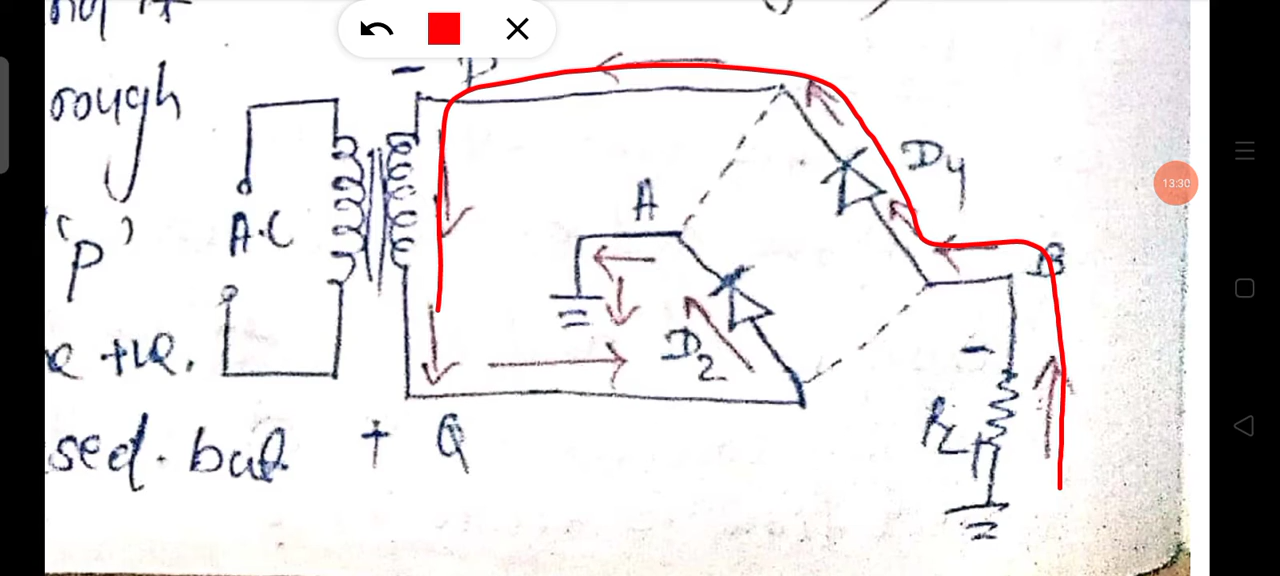 rough
- P
D4
'P'
A.C
A
B
D2
-
e +ve.
RL
+
sed. but
+ Q
13:30